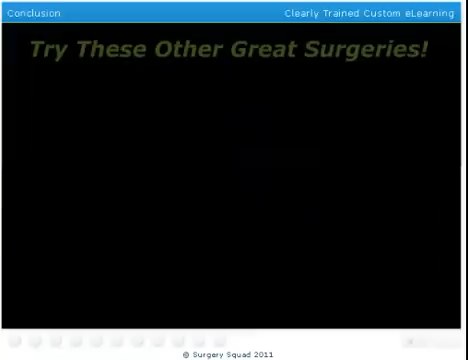 Conclusion
Clearly Trained Custom eLearning
Try These Other Great Surgeries!
© Surgery Squad 2011